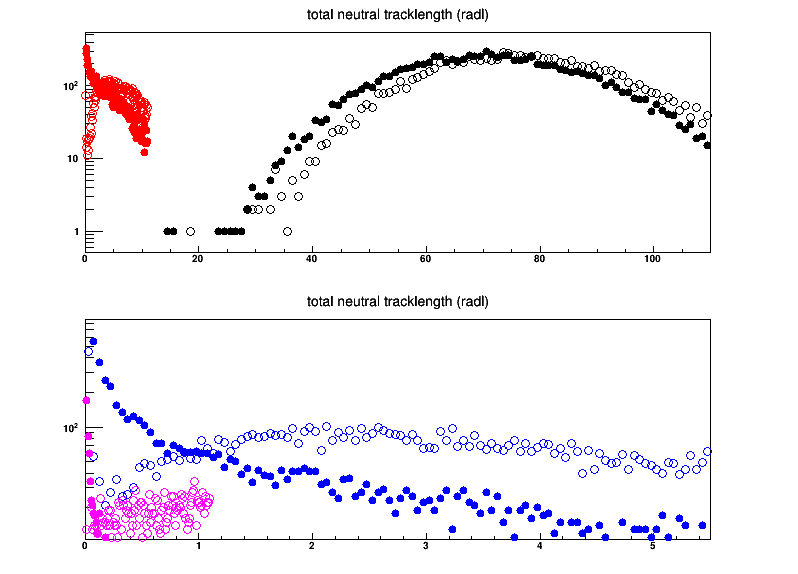 total neutral tracklength (radl)
10²
10
1
0 20 40 60 80 100
total neutral tracklength (radl)
10²
0 1 2 3 4 5